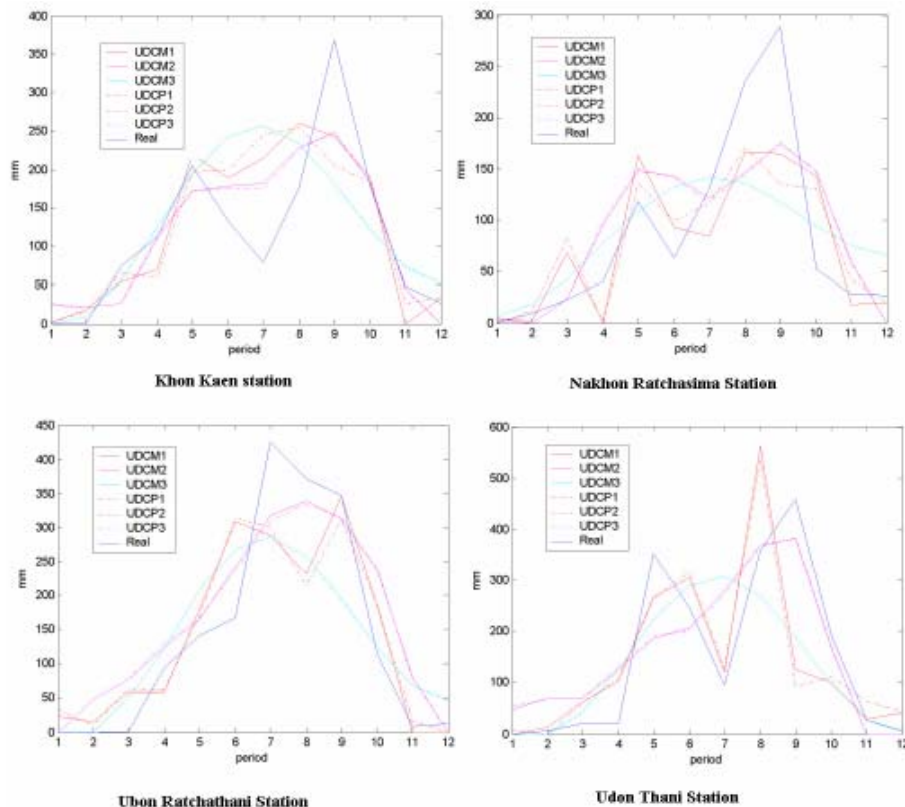 400
350
300
250
200
150
100
50
0
mm
UDCM1
UDCM2
UDCM3
UDCP1
UDCP2
UDCP3
Real
1 2 3 4 5 6 7 8 9 10 11 12
period
Khon Kaen station
300
250
200
150
100
50
0
mm
UDCM1
UDCM2
UDCM3
UDCP1
UDCP2
UDCP3
Real
1 2 3 4 5 6 7 8 9 10 11 12
period
Nakhon Ratchasima Station
450
400
350
300
250
200
150
100
50
0
mm
UDCM1
UDCM2
UDCM3
UDCP1
UDCP2
UDCP3
Real
1 2 3 4 5 6 7 8 9 10 11 12
period
Ubon Ratchathani Station
600
500
400
300
200
100
0
mm
UDCM1
UDCM2
UDCM3
UDCP1
UDCP2
UDCP3
Real
1 2 3 4 5 6 7 8 9 10 11 12
period
Udon Thani Station